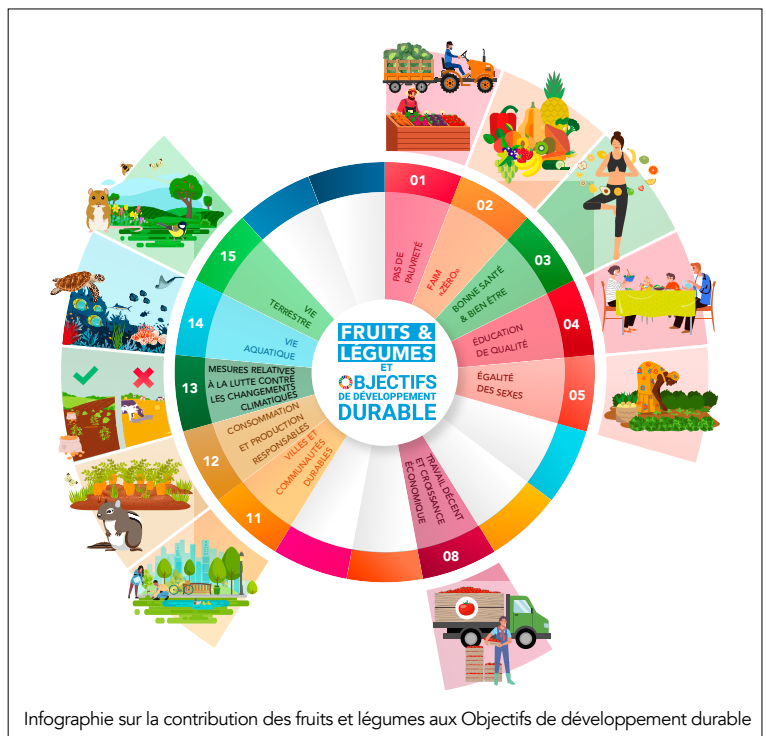 FRUITS &
LÉGUMES
ET
OBJECTIFS
DE DÉVELOPPEMENT
DURABLE
01
PAS DE
PAUVRETÉ
02
FAIM
«ZÉRO»
03
BONNE SANTÉ
& BIEN ÊTRE
04
ÉDUCATION
DE QUALITÉ
05
ÉGALITÉ
DES SEXES
08
TRAVAIL DÉCENT
ET CROISSANCE
ÉCONOMIQUE
11
VILLES ET
COMMUNAUTÉS
DURABLES
12
CONSOMMATION
ET PRODUCTION
RESPONSABLES
13
MESURES RELATIVES
À LA LUTTE CONTRE
LES CHANGEMENTS
CLIMATIQUES
14
VIE
AQUATIQUE
15
VIE
TERRESTRE
Infographie sur la contribution des fruits et légumes aux Objectifs de développement durable